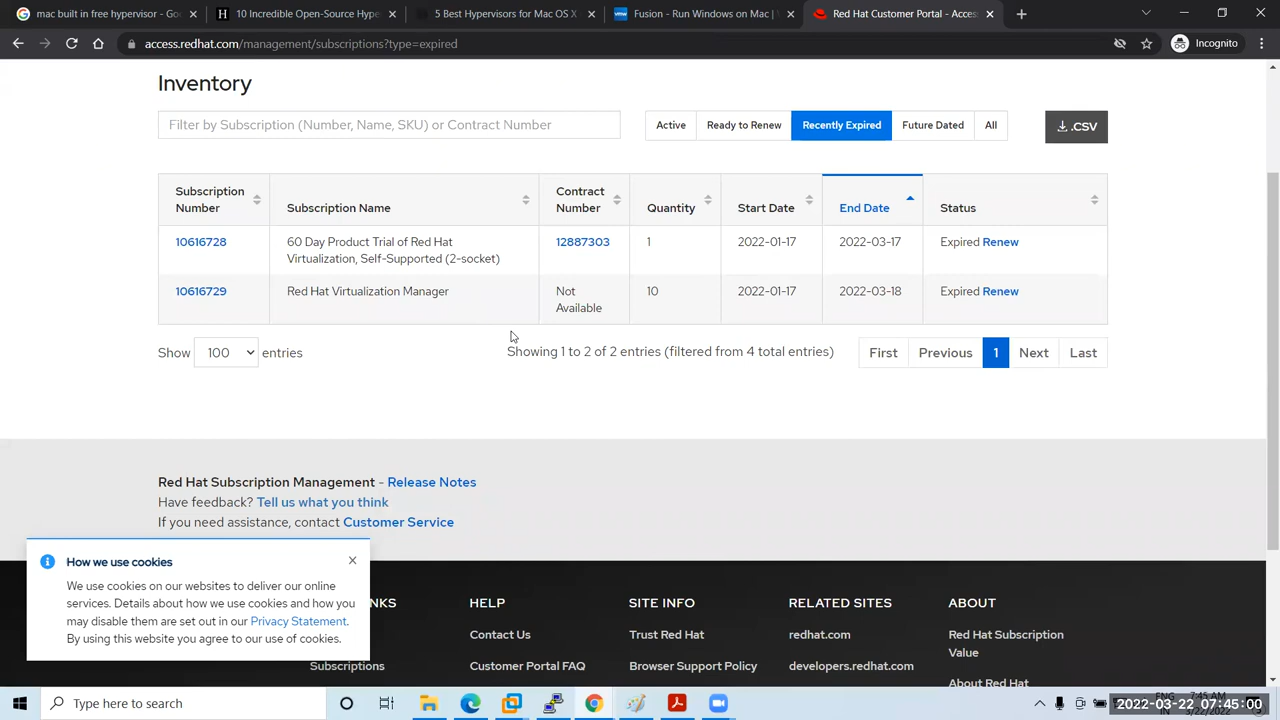 mac built in free hypervisor - Go
10 Incredible Open-Source Hype
5 Best Hypervisors for Mac OS X
vmw
Fusion - Run Windows on Mac | V
Red Hat Customer Portal - Acces
access.redhat.com/management/subscriptions?type=expired
Incognito
Inventory
Filter by Subscription (Number, Name, SKU) or Contract Number
Active
Ready to Renew
Recently Expired
Future Dated
All
.CSV
Subscription Number
Subscription Name
Contract Number
Quantity
Start Date
End Date
Status
10616728
60 Day Product Trial of Red Hat
Virtualization, Self-Supported (2-socket)
12887303
1
2022-01-17
2022-03-17
Expired Renew
10616729
Red Hat Virtualization Manager
Not
Available
10
2022-01-17
2022-03-18
Expired Renew
Show 100 entries
Showing 1 to 2 of 2 entries (filtered from 4 total entries)
First
Previous
1
Next
Last
Red Hat Subscription Management - Release Notes
Have feedback? Tell us what you think
If you need assistance, contact Customer Service
How we use cookies
We use cookies on our websites to deliver our online
services. Details about how we use cookies and how you
may disable them are set out in our Privacy Statement.
By using this website you agree to our use of cookies.
NKS
Subscriptions
HELP
Contact Us
Customer Portal FAQ
SITE INFO
Trust Red Hat
Browser Support Policy
RELATED SITES
redhat.com
developers.redhat.com
ABOUT
Red Hat Subscription
Value
About Red Hat
Type here to search
ENG
IN
7:45 AM
2022-03-22 07:45:00